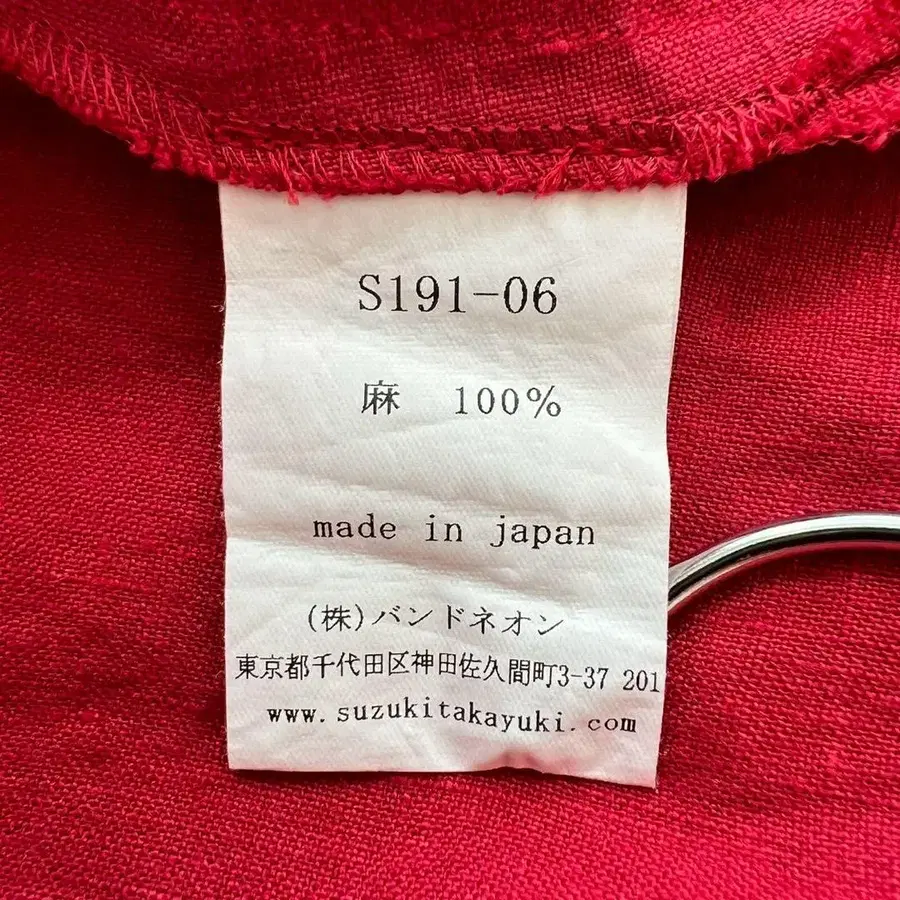 S191-06
麻 100%
made in japan
(株)バンドネオン
東京都千代田区神田佐久間町3-37 201
www.suzukitakayuki.com